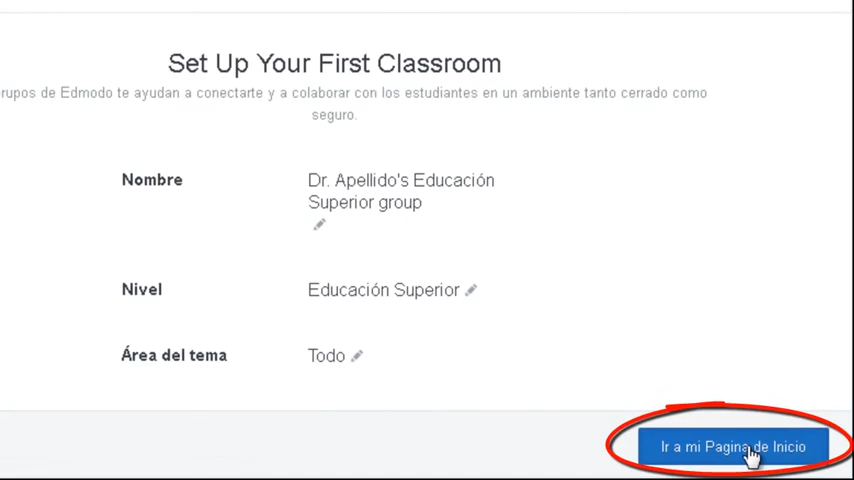 Set Up Your First Classroom
rupos de Edmodo te ayudan a conectarte y a colaborar con los estudiantes en un ambiente tanto cerrado como
seguro.
Nombre
Dr. Apellido's Educación
Superior group
Nivel
Educación Superior
Área del tema
Todo
Ir a mi Pagina de Inicio